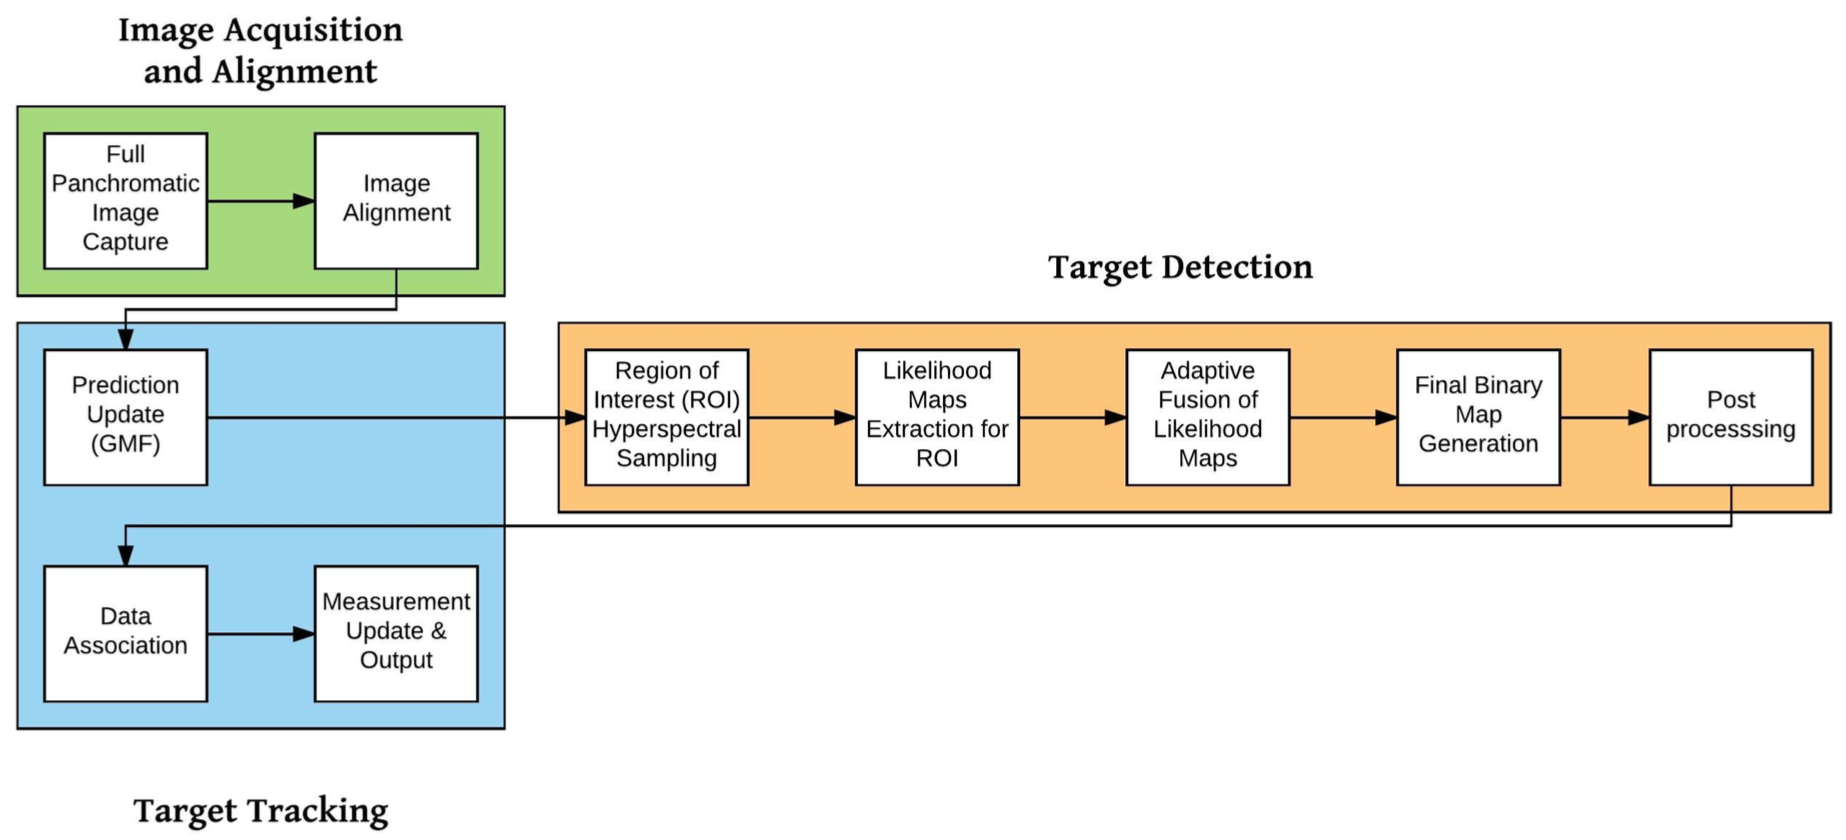 Image Acquisition
and Alignment
Full
Panchromatic
Image
Capture
Image
Alignment
Target Detection
Prediction
Update
(GMF)
Region of
Interest (ROI)
Hyperspectral
Sampling
Likelihood
Maps
Extraction for
ROI
Adaptive
Fusion of
Likelihood
Maps
Final Binary
Map
Generation
Post
processsing
Data
Association
Measurement
Update &
Output
Target Tracking